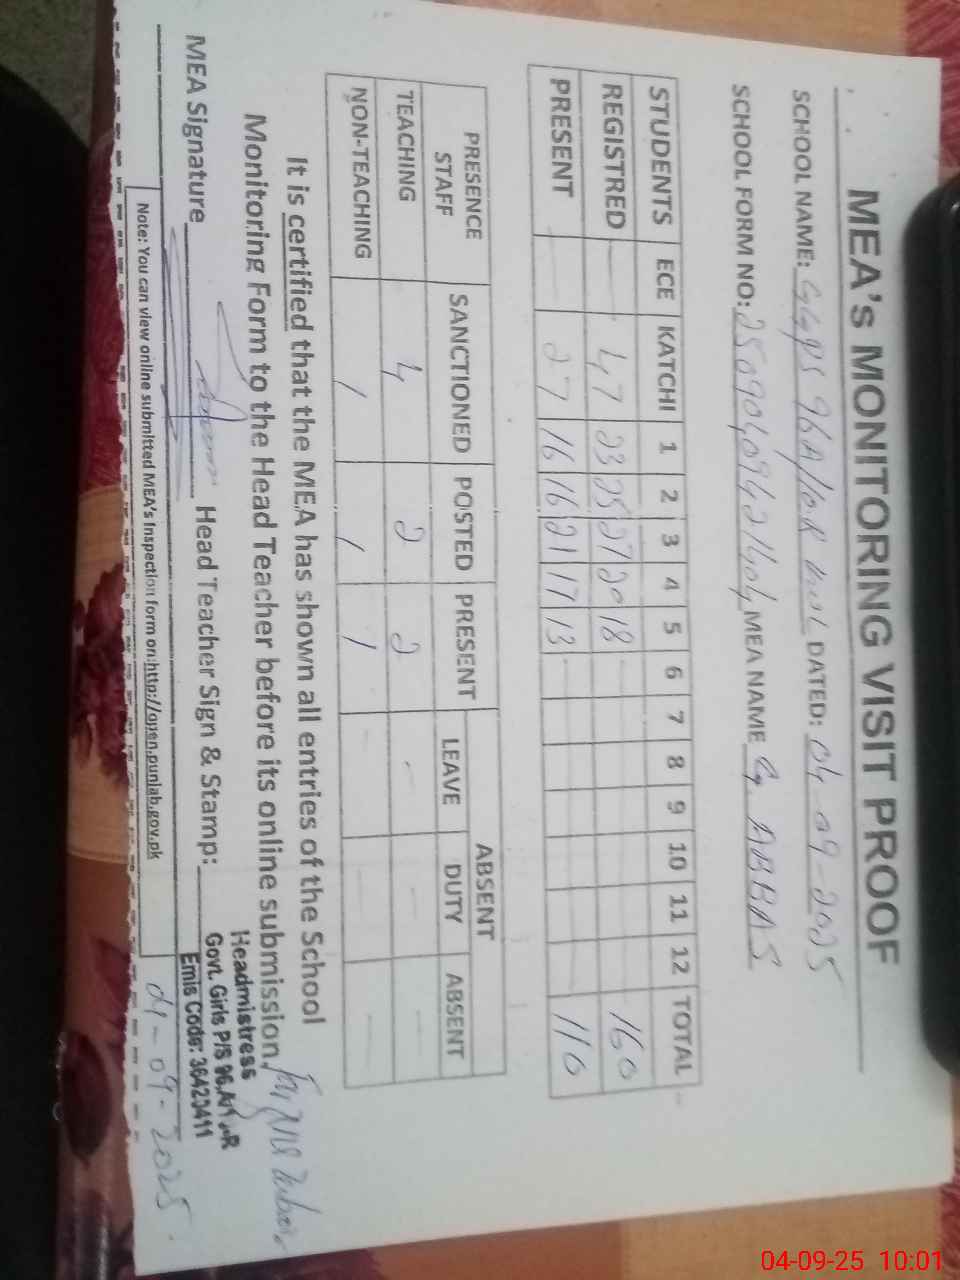 MEA's MONITORING VISIT PROOF
SCHOOL NAME: GGPS 96A/10R DATED: 04-09-2025
SCHOOL FORM NO: MEA NAME G. ABBAS
STUDENTS ECE KATCHI 1 2 3 4 5 6 7 8 9 10 11 12 TOTAL
REGISTRED — 47 23 25 27 20 18 — 160
PRESENT — 27 16 16 21 17 13 — 110
PRESENCE STAFF SANCTIONED POSTED PRESENT ABSENT
LEAVE DUTY ABSENT
TEACHING 4 2 2 — — —
NON-TEACHING 1 1 1 — — —
It is certified that the MEA has shown all entries of the School
Monitoring Form to the Head Teacher before its online submission.
MEA Signature Head Teacher Sign & Stamp:
Headmistress
Govt. Girls P/S 96,A/1
Emis Code: 36420411
04-09-2025
Note: You can view online submitted MEA's Inspection form on:http://open.punjab.gov.pk
04-09-25 10:01